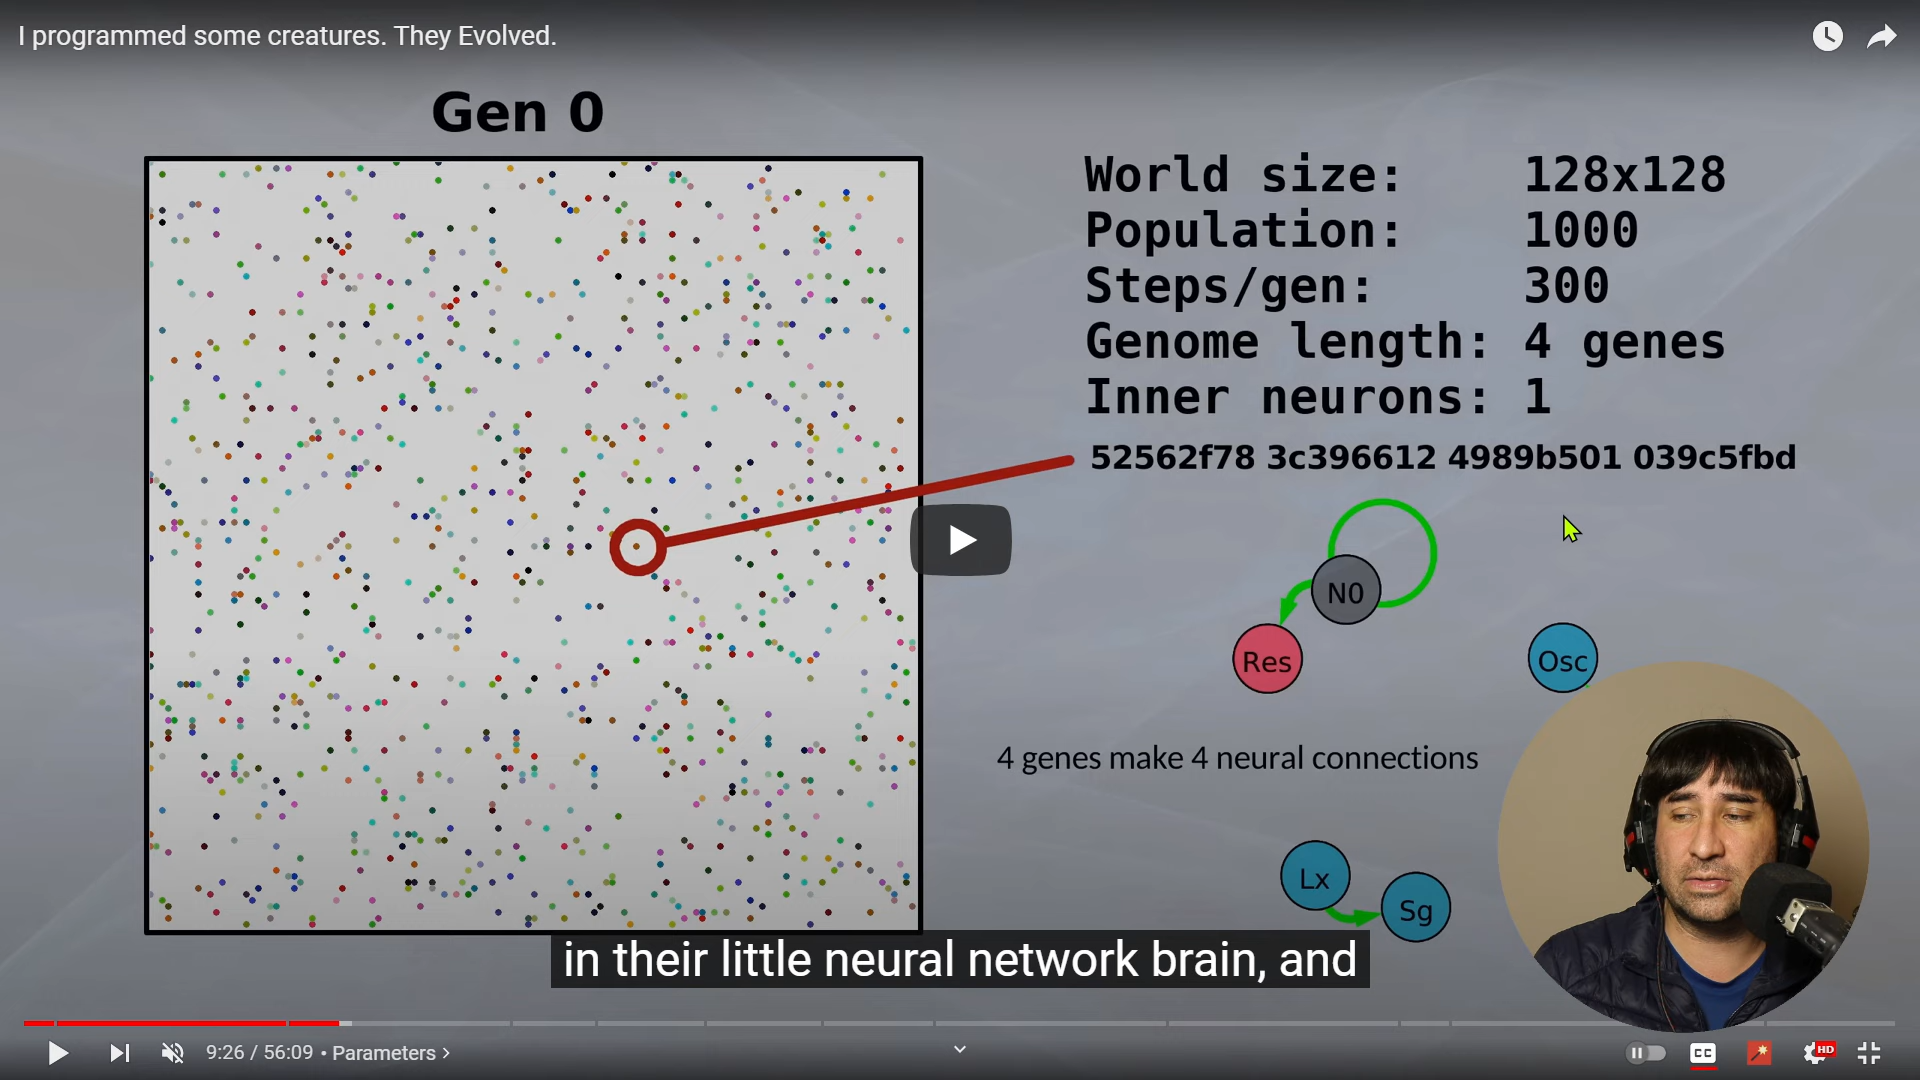 I programmed some creatures. They Evolved.
Gen 0
World size: 128x128
Population: 1000
Steps/gen: 300
Genome length: 4 genes
Inner neurons: 1
52562f78 3c396612 4989b501 039c5fbd
N0
Res
Osc
4 genes make 4 neural connections
Lx
Sg
in their little neural network brain, and
9:26 / 56:09 • Parameters
CC
HD